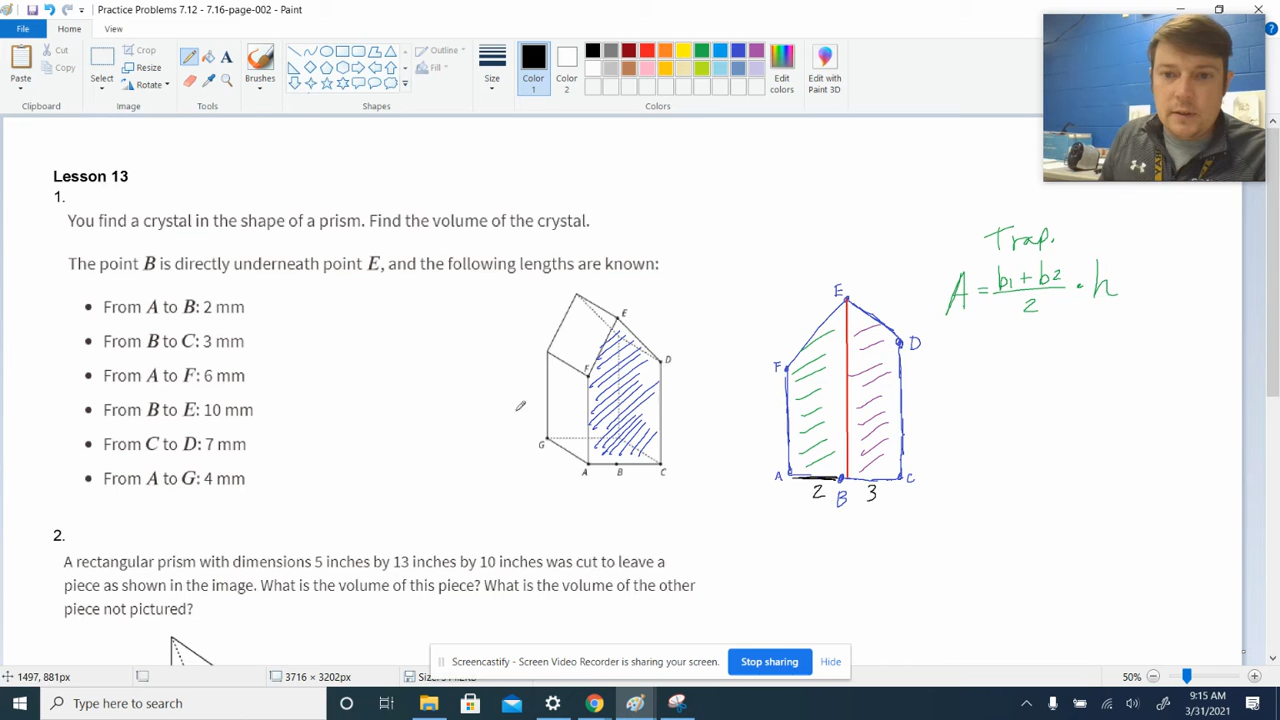 Practice Problems 7.12 - 7.16-page-002 - Paint
File
Home
View
Paste
Cut
Copy
Clipboard
Select
Crop
Resize
Rotate
Image
Tools
Brushes
Shapes
Outline
Fill
Size
Color 1
Color 2
Colors
Edit colors
Edit with Paint 3D
Lesson 13
1.
You find a crystal in the shape of a prism. Find the volume of the crystal.
The point B is directly underneath point E, and the following lengths are known:
• From A to B: 2 mm
• From B to C: 3 mm
• From A to F: 6 mm
• From B to E: 10 mm
• From C to D: 7 mm
• From A to G: 4 mm
E
D
F
G
A B C
E
D
F
A B C
2 3
Trap.
A = b1 + b2 / 2 • h
2.
A rectangular prism with dimensions 5 inches by 13 inches by 10 inches was cut to leave a
piece as shown in the image. What is the volume of this piece? What is the volume of the other
piece not pictured?
Screencastify - Screen Video Recorder is sharing your screen.
Stop sharing
Hide
1497, 881px
3716 × 3202px
50%
Type here to search
9:15 AM
3/31/2021